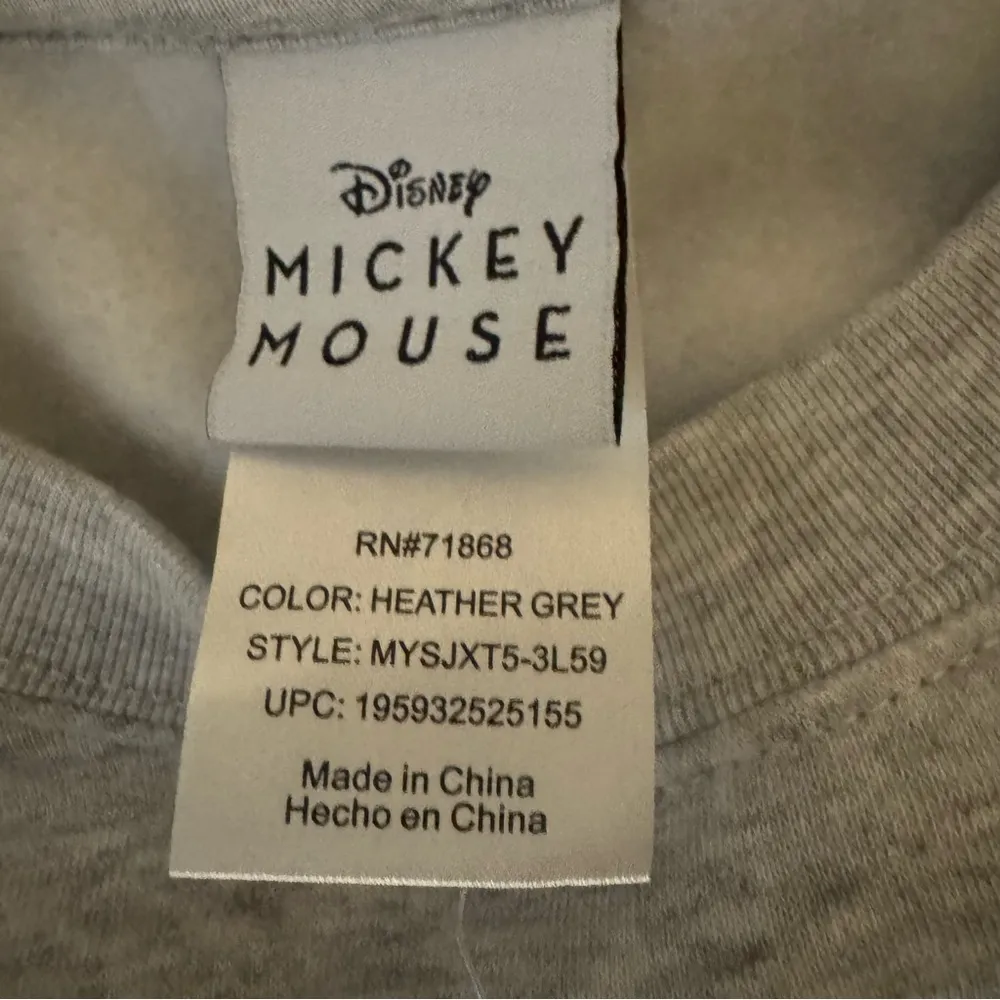 Disney
MICKEY
MOUSE
RN#71868
COLOR: HEATHER GREY
STYLE: MYSJXT5-3L59
UPC: 195932525155
Made in China
Hecho en China